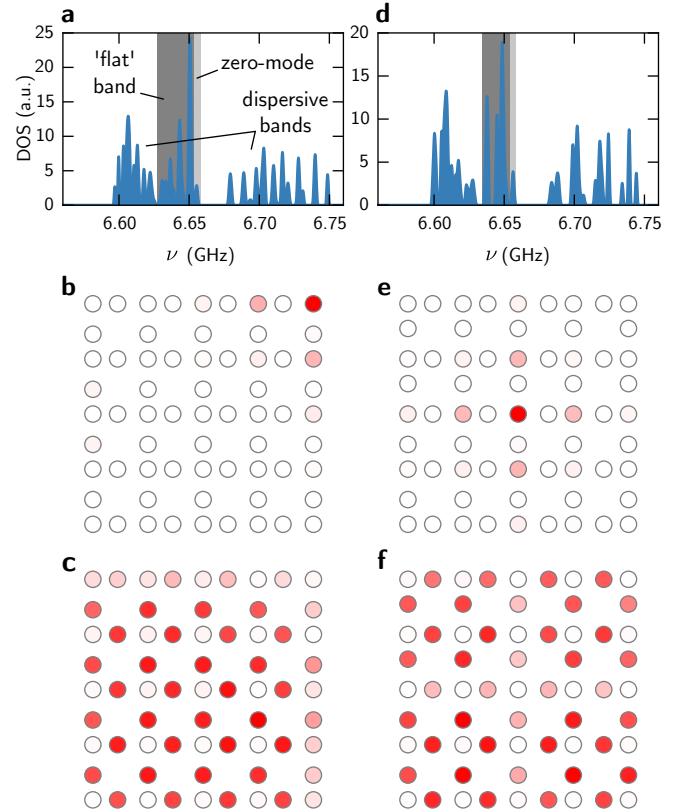 a
d
25
20
15
10
5
0
DOS (a.u.)
'flat'
band
zero-mode
dispersive
bands
6.60
6.65
6.70
6.75
ν (GHz)
20
15
10
5
0
6.60
6.65
6.70
6.75
ν (GHz)
b
e
c
f